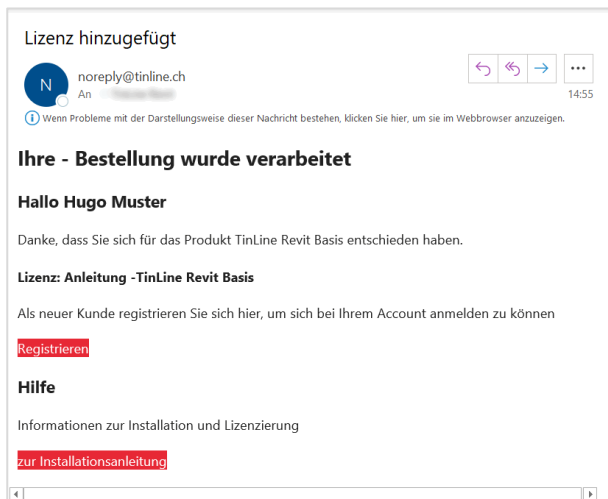 Lizenz hinzugefügt
N
noreply@tinline.ch
An
14:55
Wenn Probleme mit der Darstellungsweise dieser Nachricht bestehen, klicken Sie hier, um sie im Webbrowser anzuzeigen.
Ihre - Bestellung wurde verarbeitet
Hallo Hugo Muster
Danke, dass Sie sich für das Produkt TinLine Revit Basis entschieden haben.
Lizenz: Anleitung -TinLine Revit Basis
Als neuer Kunde registrieren Sie sich hier, um sich bei Ihrem Account anmelden zu können
Registrieren
Hilfe
Informationen zur Installation und Lizenzierung
zur Installationsanleitung